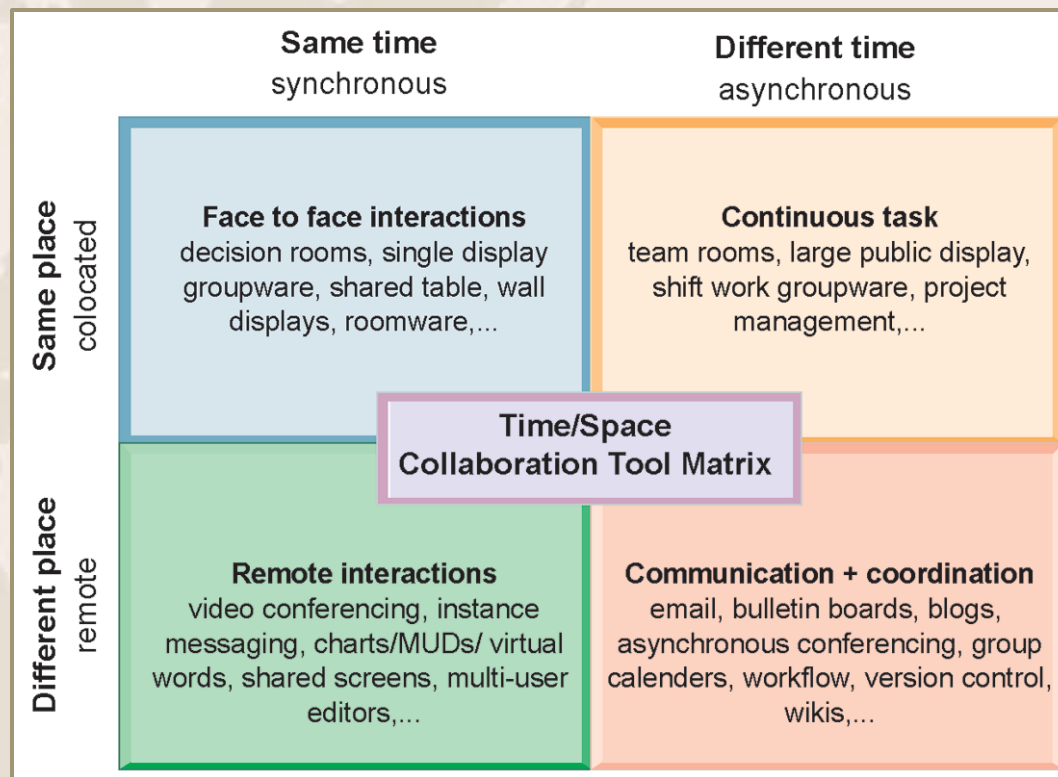 Same time
synchronous
Different time
asynchronous
Same place
colocated
Face to face interactions
decision rooms, single display
groupware, shared table, wall
displays, roomware,...
Continuous task
team rooms, large public display,
shift work groupware, project
management,...
Time/Space
Collaboration Tool Matrix
Different place
remote
Remote interactions
video conferencing, instance
messaging, charts/MUDs/ virtual
words, shared screens, multi-user
editors,...
Communication + coordination
email, bulletin boards, blogs,
asynchronous conferencing, group
calenders, workflow, version control,
wikis,...